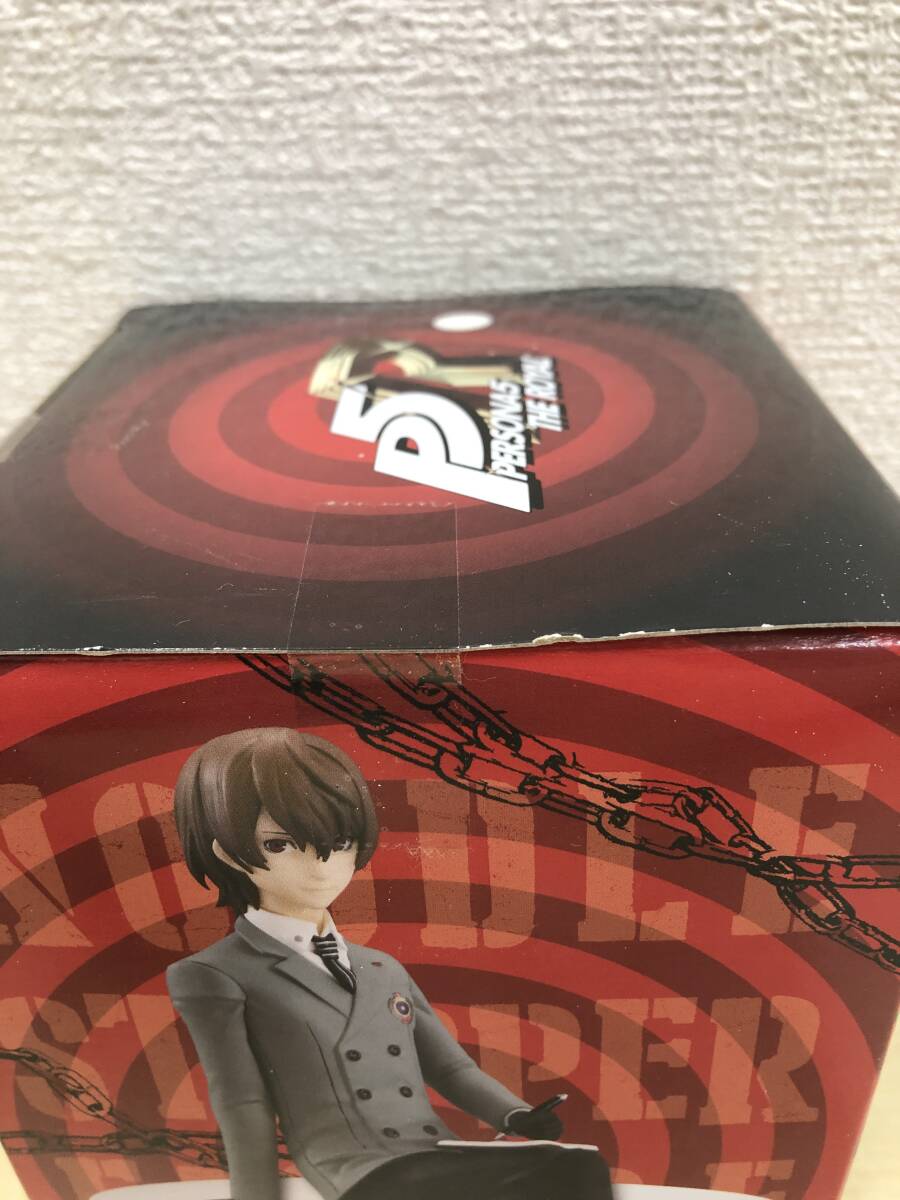 P5R
PERSONA5
THE ROYAL
NOODLE
STOPPER